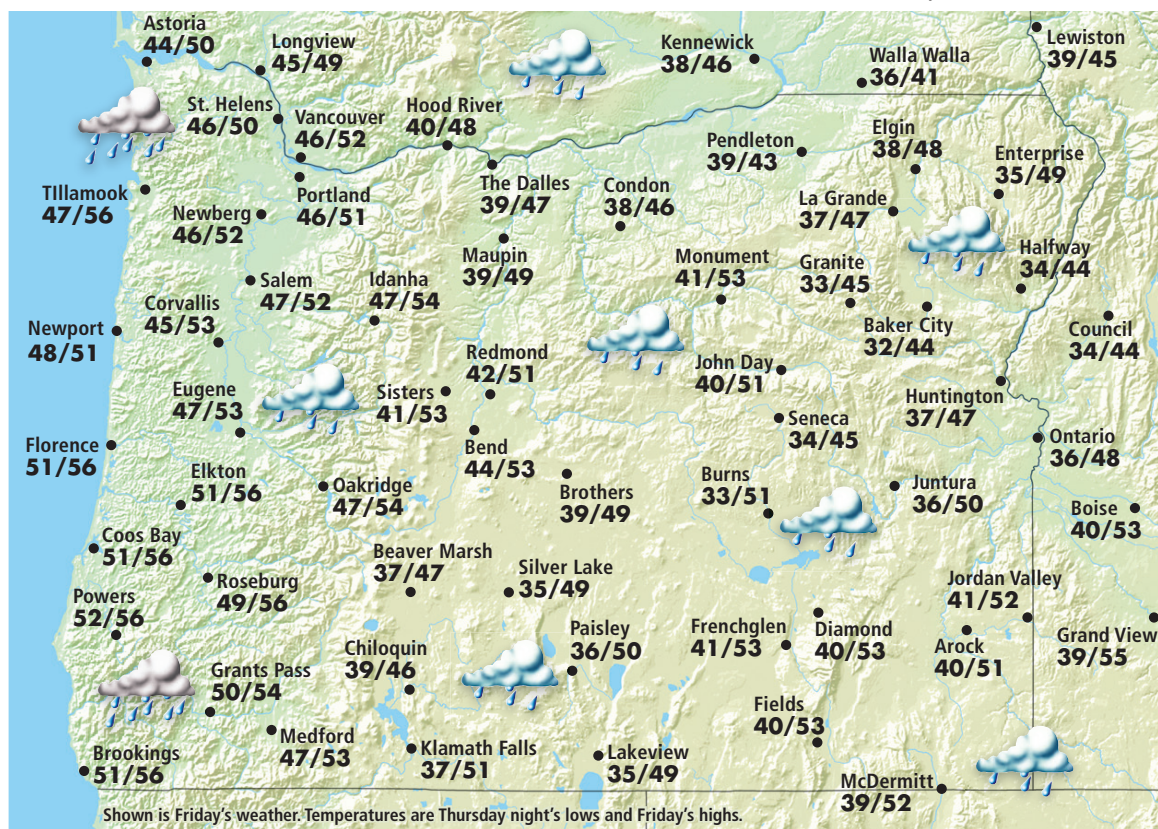 Astoria
44/50
Longview
45/49
Kennewick
38/46
Walla Walla
36/41
Lewiston
39/45
St. Helens
46/50
Vancouver
46/52
Hood River
40/48
Pendleton
39/43
Elgin
38/48
Enterprise
35/49
TIllamook
47/56
Newberg
46/52
Portland
46/51
The Dalles
39/47
Condon
38/46
La Grande
37/47
Maupin
39/49
Monument
41/53
Granite
33/45
Halfway
34/44
Salem
47/52
Idanha
47/54
Corvallis
45/53
Newport
48/51
Baker City
32/44
Council
34/44
Redmond
42/51
John Day
40/51
Eugene
47/53
Sisters
41/53
Huntington
37/47
Seneca
34/45
Florence
51/56
Bend
44/53
Ontario
36/48
Elkton
51/56
Oakridge
47/54
Brothers
39/49
Burns
33/51
Juntura
36/50
Boise
40/53
Coos Bay
51/56
Beaver Marsh
37/47
Silver Lake
35/49
Roseburg
49/56
Jordan Valley
41/52
Powers
52/56
Chiloquin
39/46
Paisley
36/50
Frenchglen
41/53
Diamond
40/53
Arock
40/51
Grand View
39/55
Grants Pass
50/54
Fields
40/53
Medford
47/53
Klamath Falls
37/51
Lakeview
35/49
Brookings
51/56
McDermitt
39/52
Shown is Friday's weather. Temperatures are Thursday night's lows and Friday's highs.